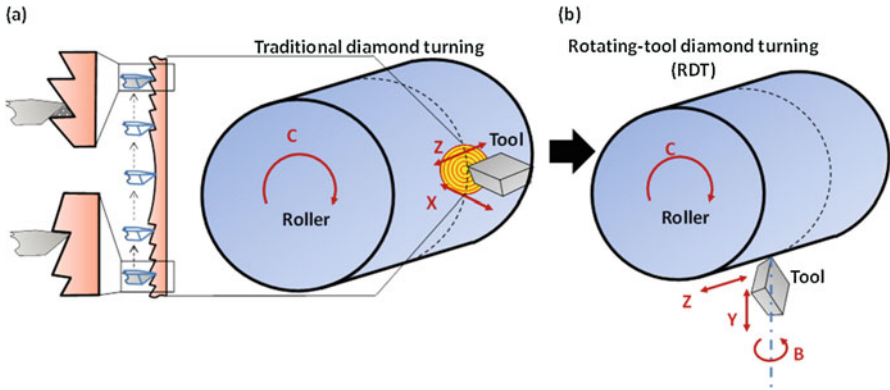 (a)
Traditional diamond turning
C
Roller
Z
X
Tool
(b)
Rotating-tool diamond turning
(RDT)
C
Roller
Z
Y
Tool
B